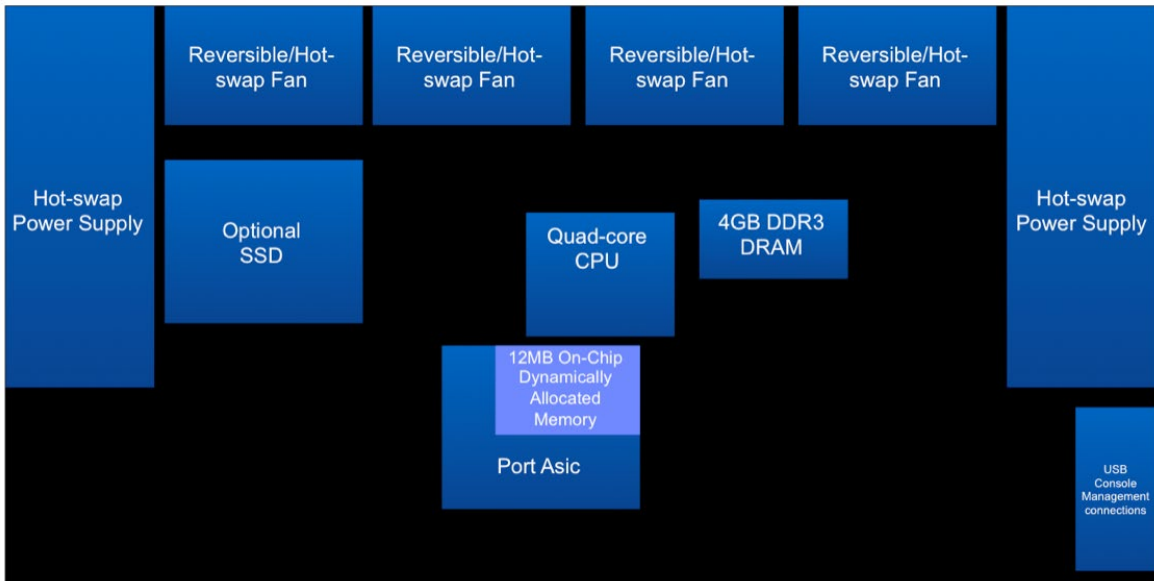 Reversible/Hot-
swap Fan
Reversible/Hot-
swap Fan
Reversible/Hot-
swap Fan
Reversible/Hot-
swap Fan
Hot-swap
Power Supply
Optional
SSD
Quad-core
CPU
4GB DDR3
DRAM
Hot-swap
Power Supply
12MB On-Chip
Dynamically
Allocated
Memory
Port Asic
USB
Console
Management
connections